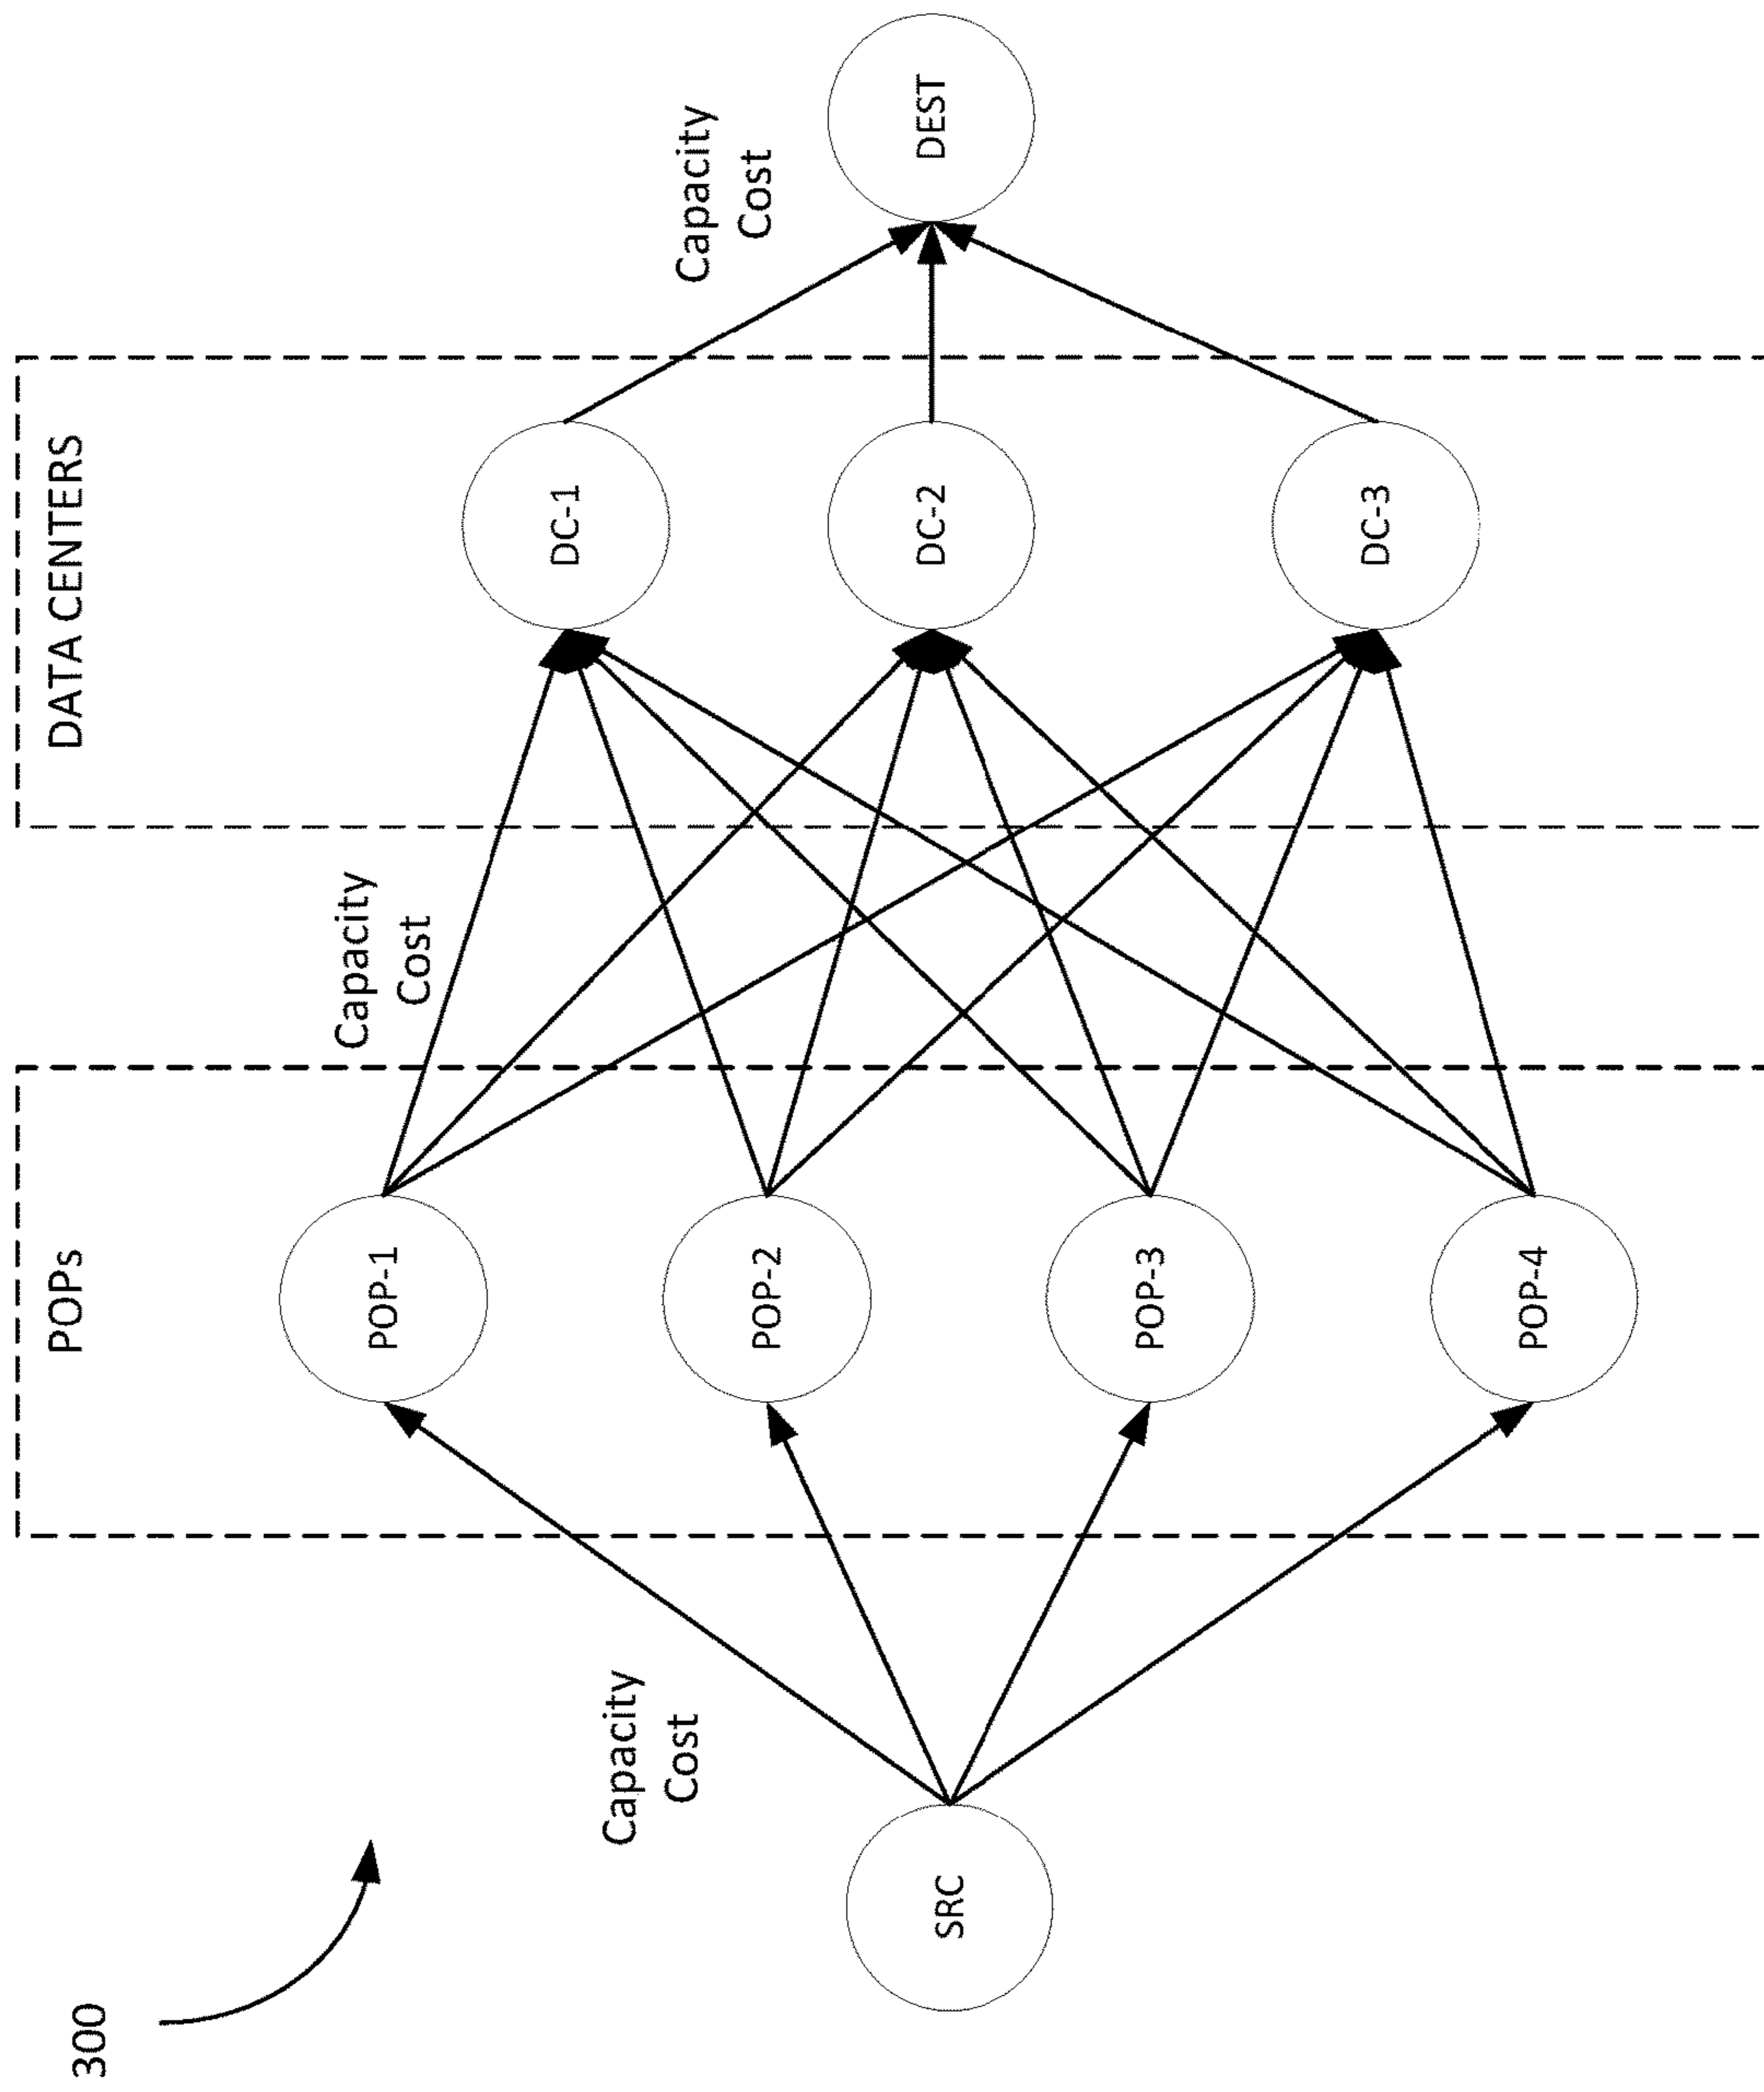 300
SRC
Capacity
Cost
POPs
POP-1
POP-2
POP-3
POP-4
Capacity
Cost
DATA CENTERS
DC-1
DC-2
DC-3
Capacity
Cost
DEST